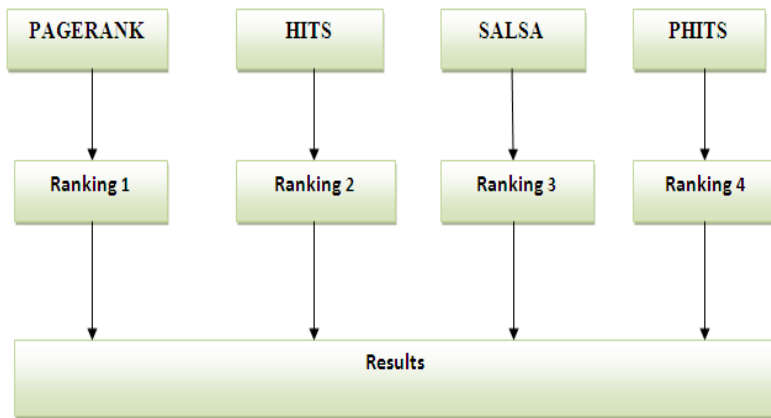 PAGERANK
HITS
SALSA
PHITS
Ranking 1
Ranking 2
Ranking 3
Ranking 4
Results